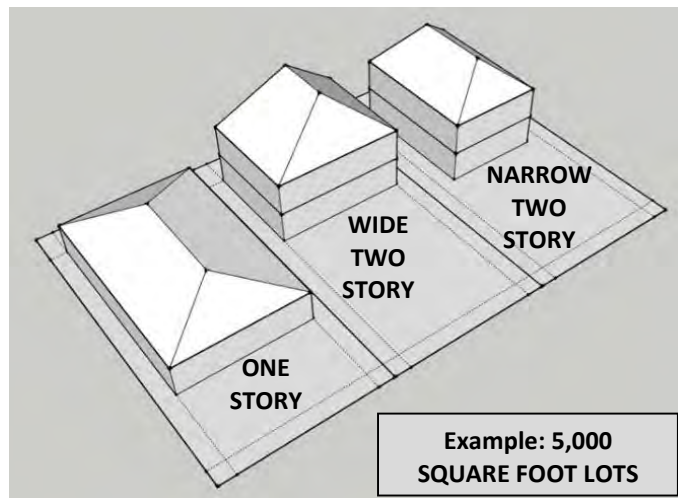 NARROW
TWO
STORY
WIDE
TWO
STORY
ONE
STORY
Example: 5,000
SQUARE FOOT LOTS